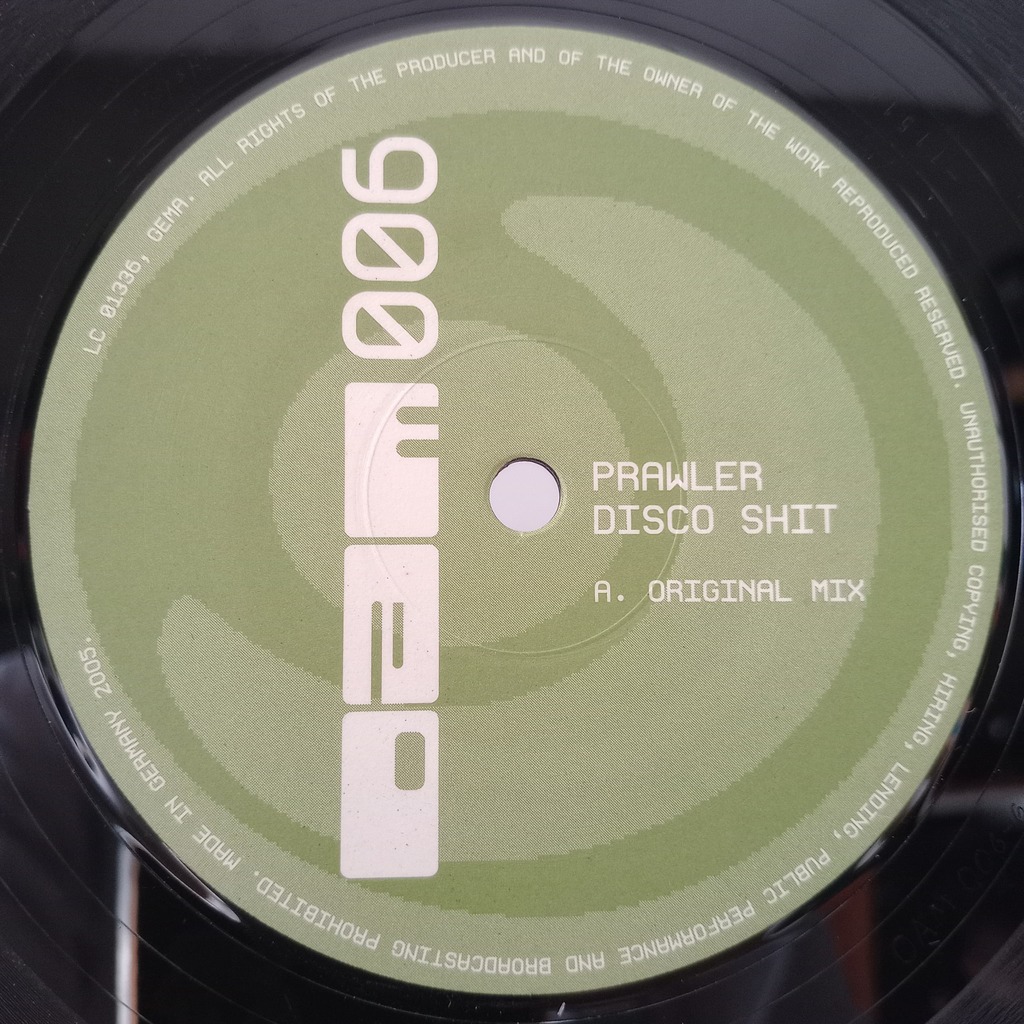 LC 01336, GEMA. ALL RIGHTS OF THE PRODUCER AND OF THE OWNER OF THE WORK REPRODUCED RESERVED. UNAUTHORISED COPYING, HIRING, LENDING, PUBLIC PERFORMANCE AND BROADCASTING PROHIBITED. MADE IN GERMANY 2005.
DAM 006
PRAWLER
DISCO SHIT
A. ORIGINAL MIX